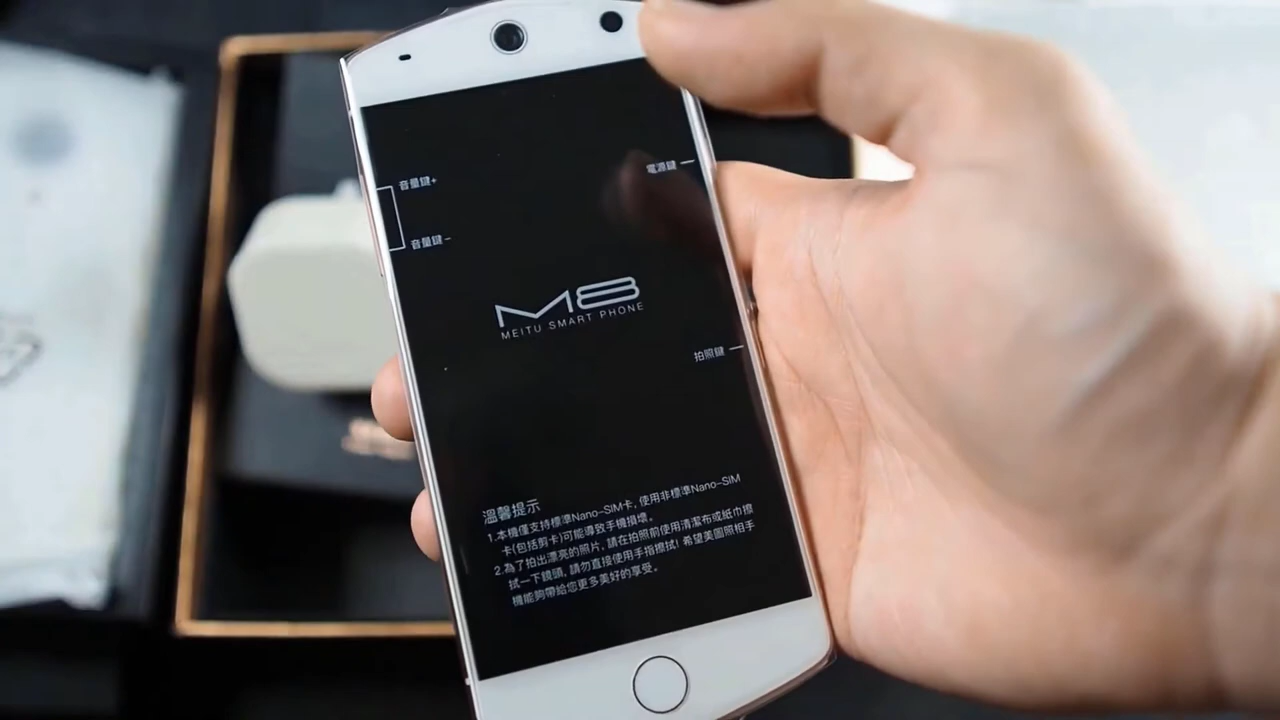 音量鍵+
電源鍵
音量鍵-
M8
MEITU SMART PHONE
拍照鍵
溫馨提示
1.本機僅支持標準Nano-SIM卡, 使用非標準Nano-SIM
卡(包括剪卡)可能導致手機損壞。
2.為了拍出漂亮的照片, 請在拍照前使用清潔布或紙巾擦
拭一下鏡頭, 請勿直接使用手指擦拭! 希望美圖照相手
機能夠帶給您更多美好的享受。